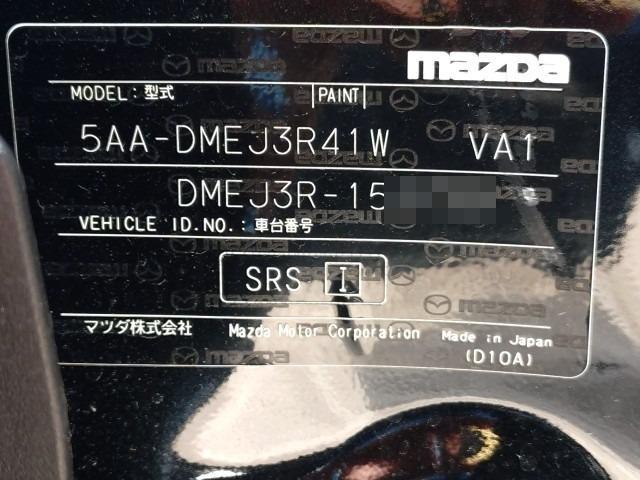 mazda
MODEL：型式 PAINT
5AA-DMEJ3R41W VA1
DMEJ3R-15
VEHICLE ID.NO.：車台番号
SRS I
マツダ株式会社 Mazda Motor Corporation Made in Japan
(D10A)